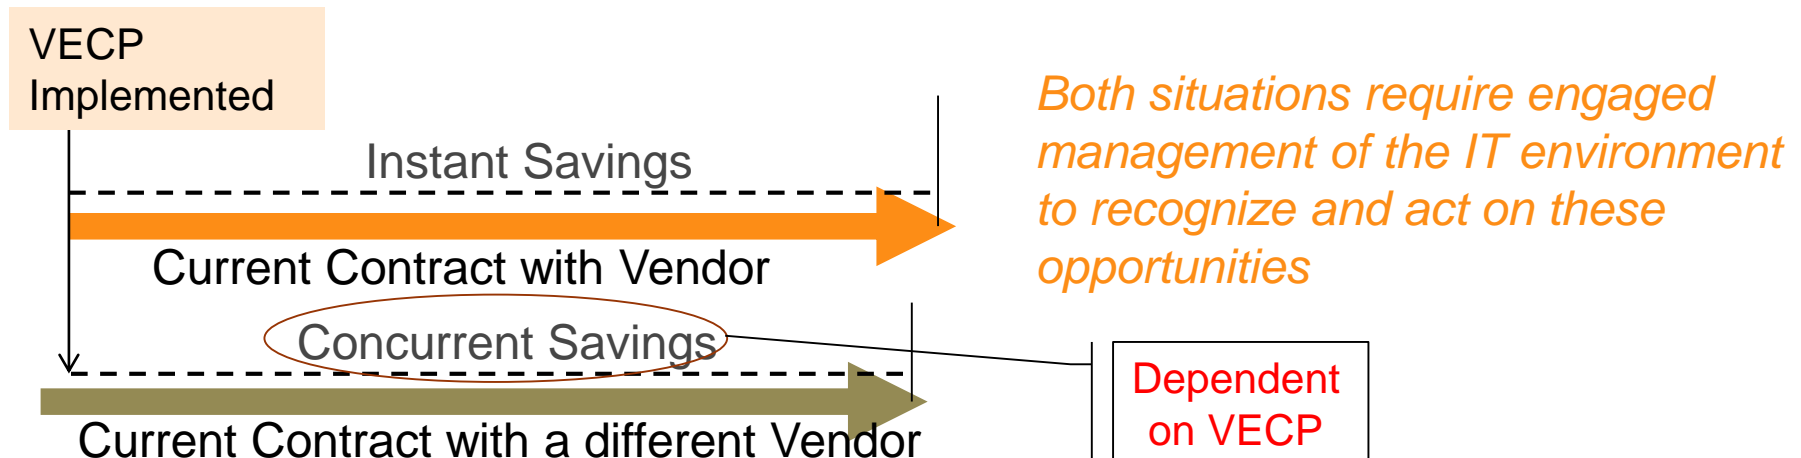 VECP
Implemented
Instant Savings
Current Contract with Vendor
Both situations require engaged
management of the IT environment
to recognize and act on these
opportunities
Concurrent Savings
Current Contract with a different Vendor
Dependent
on VECP